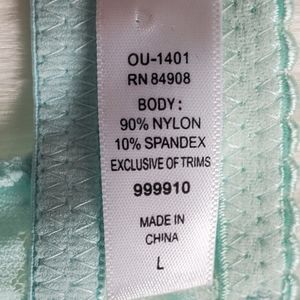 OU-1401
RN 84908
BODY:
90% NYLON
10% SPANDEX
EXCLUSIVE OF TRIMS
999910
MADE IN
CHINA
L